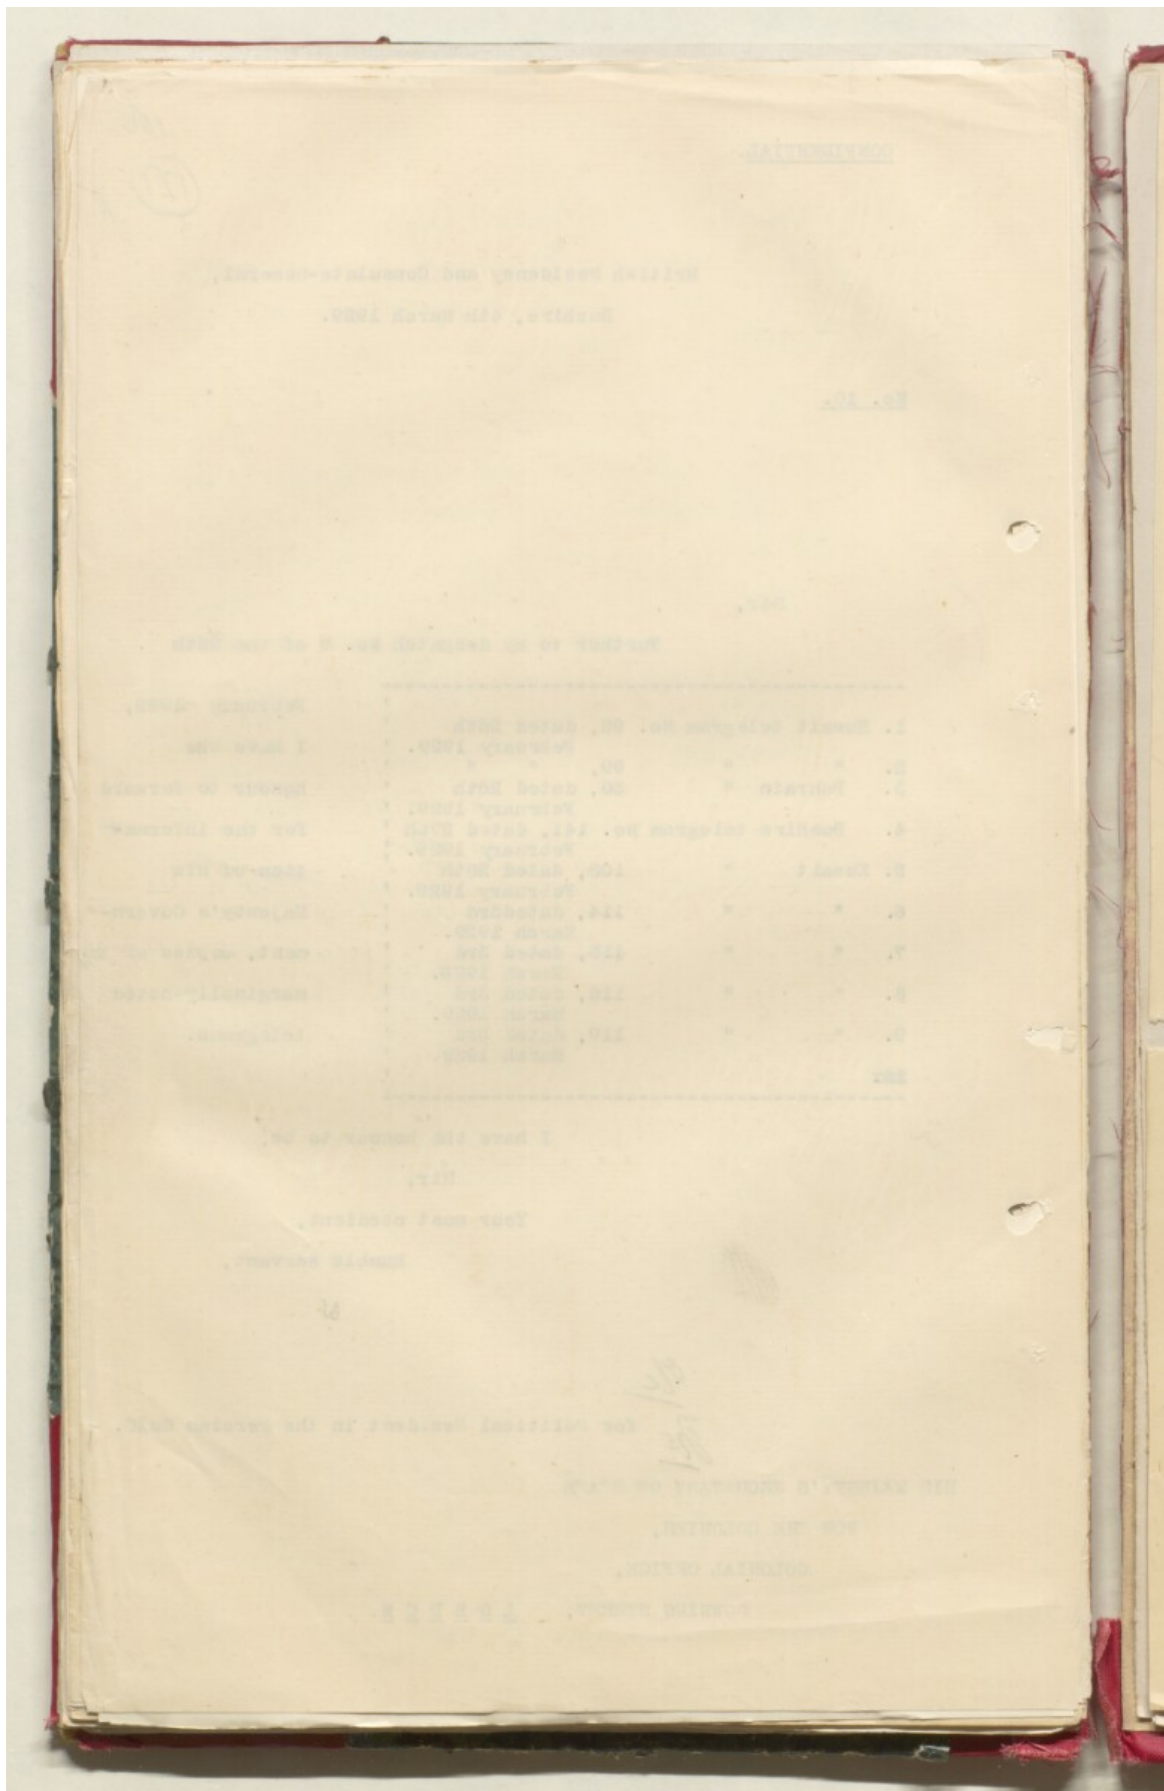 CONFIDENTIAL.
British Residency and Consulate-General,
Bushire, 4th March 1929.
No. 10.
Sir,
Further to my despatch No. of the 26th
February 1929,
1. Kuwait telegram No. 98, dated 26th
February 1929.
I have the
2. " " 99, " "
3. Bahrain " 20, dated 26th
honour to forward
February 1929.
4. Bushire telegram No. 141, dated 27th
for the informa-
February 1929.
5. Kuwait " 102, dated 28th
tion of His
February 1929.
6. " " 114, dated 3rd
Majesty's Govern-
March 1929.
7. " " 115, dated 3rd
ment, copies of
March 1929.
8. " " 116, dated 3rd
marginally-noted
March 1929.
9. " " 119, dated 3rd
telegrams.
March 1929.
I have the honour to be,
Sir,
Your most obedient,
Humble servant,
for Political Resident in the Persian Gulf.
HIS MAJESTY'S SECRETARY OF STATE
FOR THE COLONIES,
COLONIAL OFFICE,
DOWNING STREET, LONDON